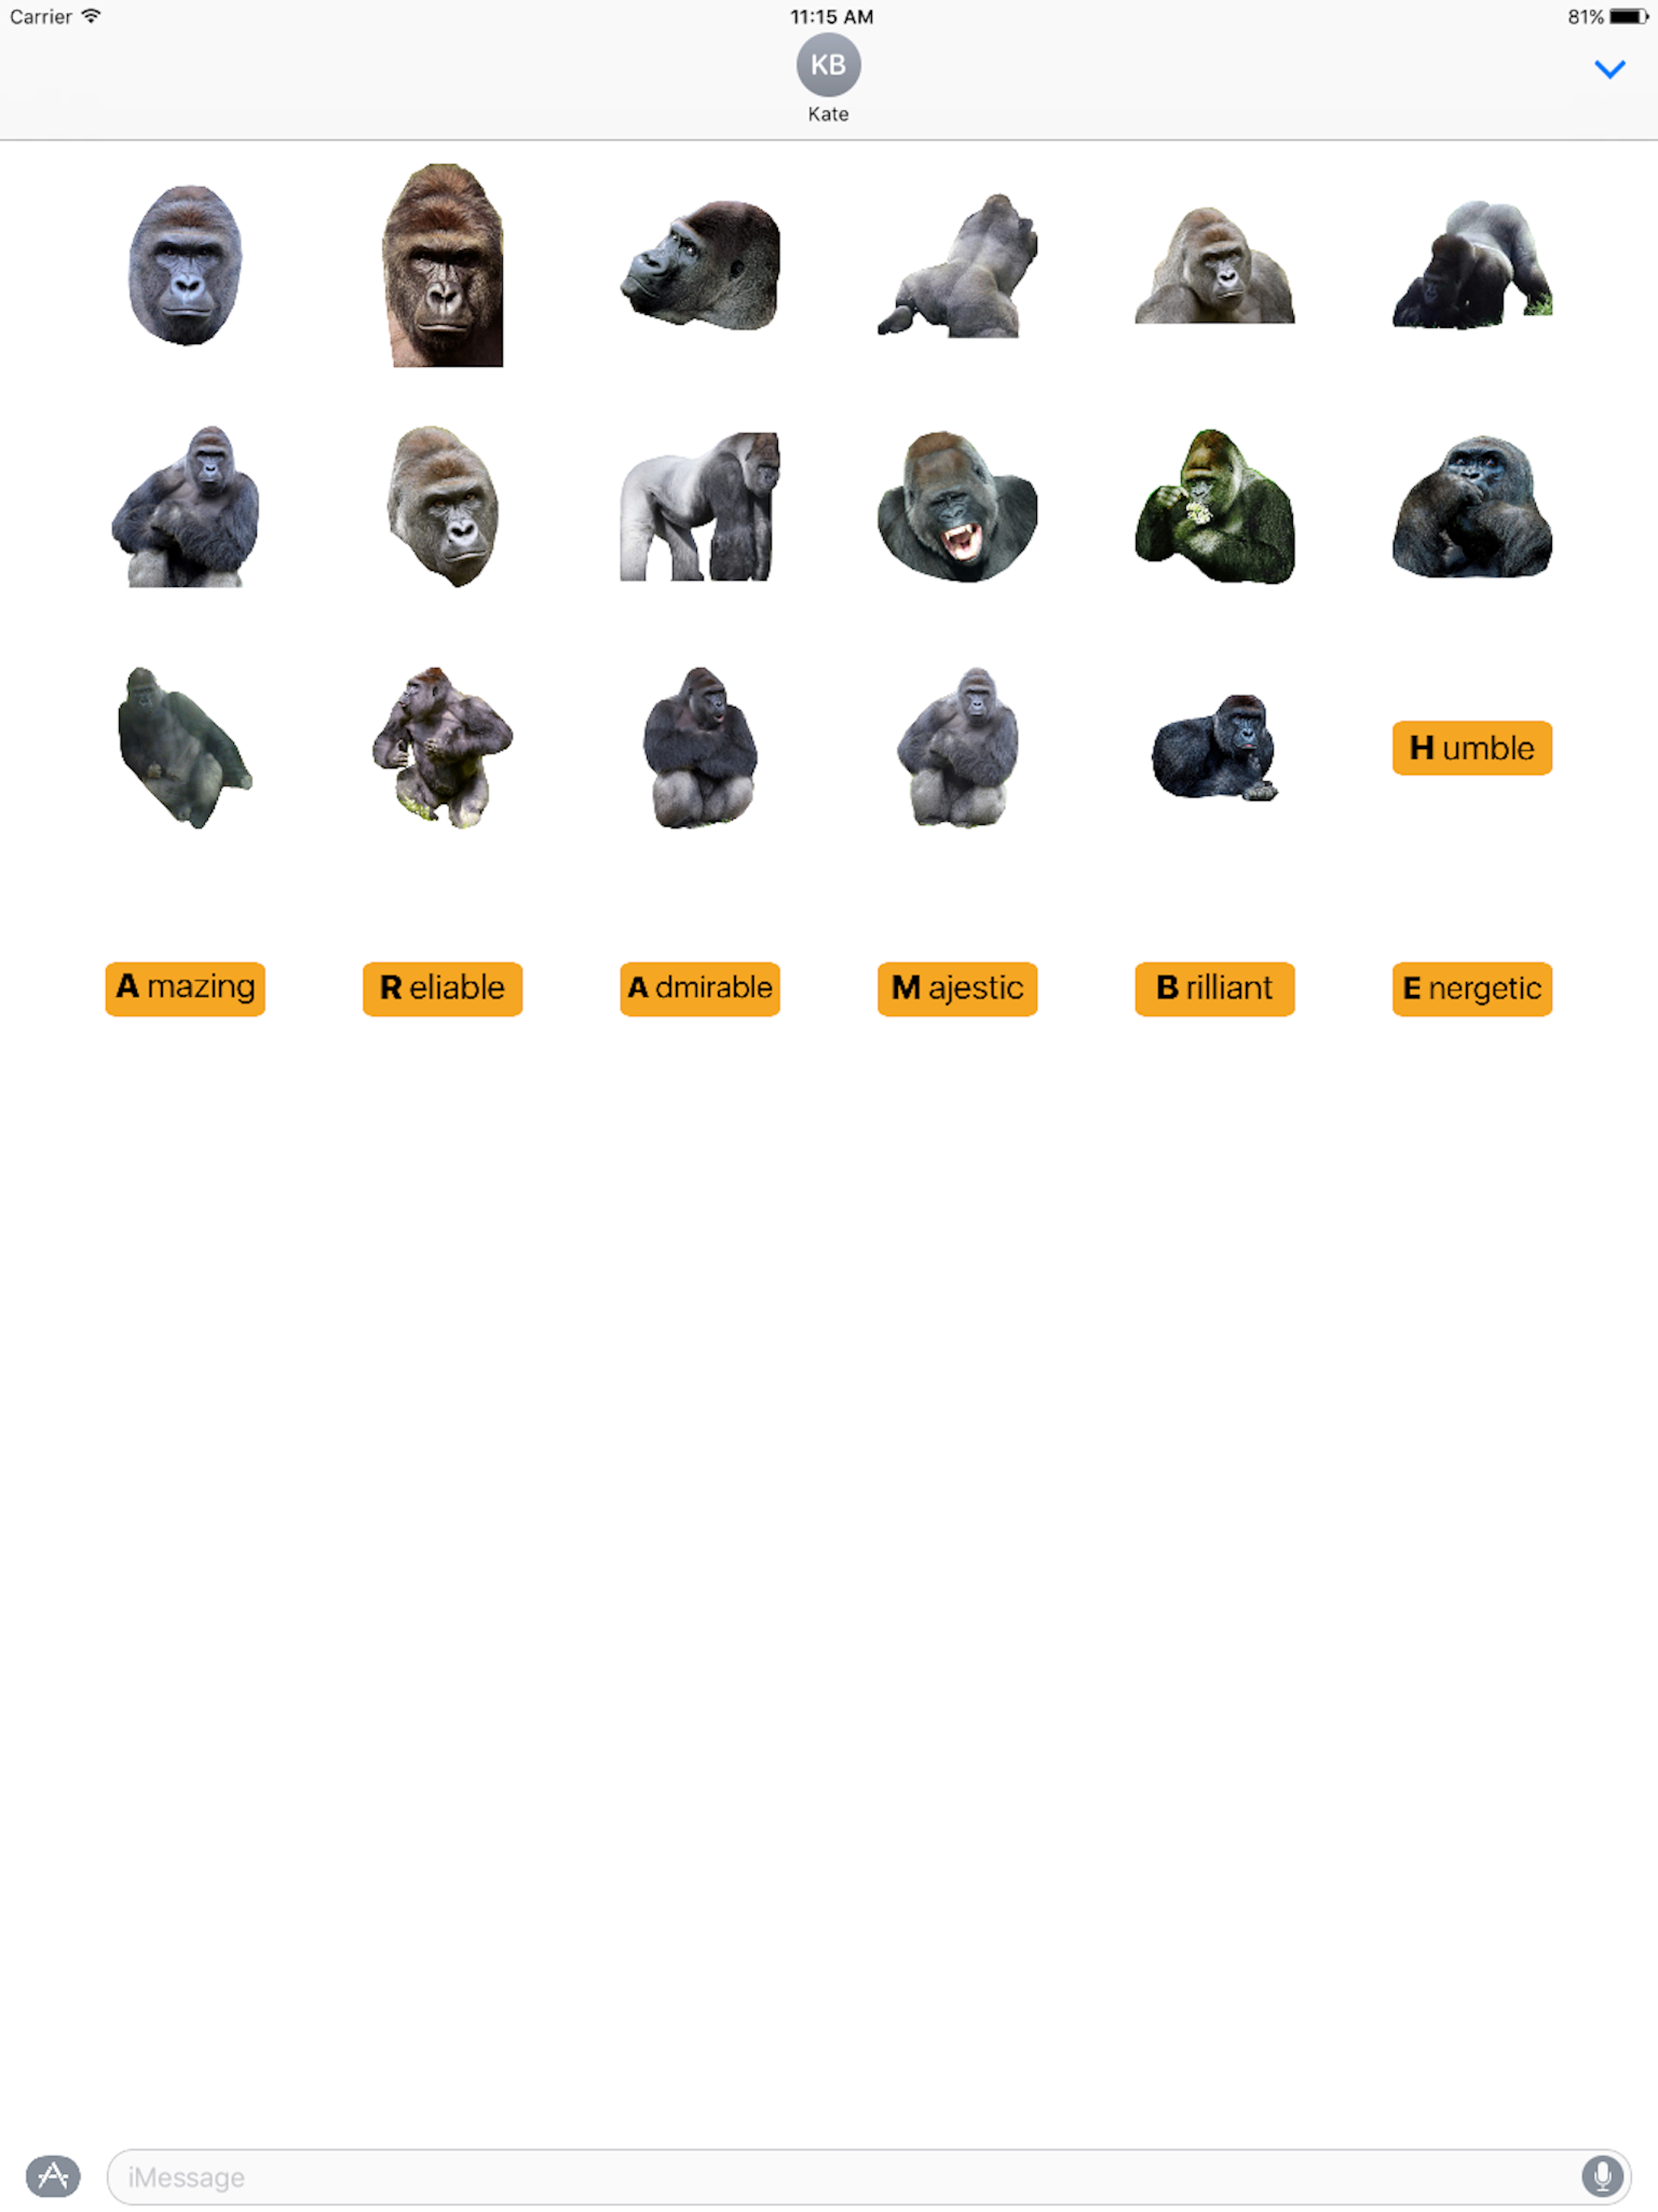 Carrier 11:15 AM 81%
KB
Kate
H umble
A mazing R eliable A dmirable M ajestic B rilliant E nergetic
iMessage